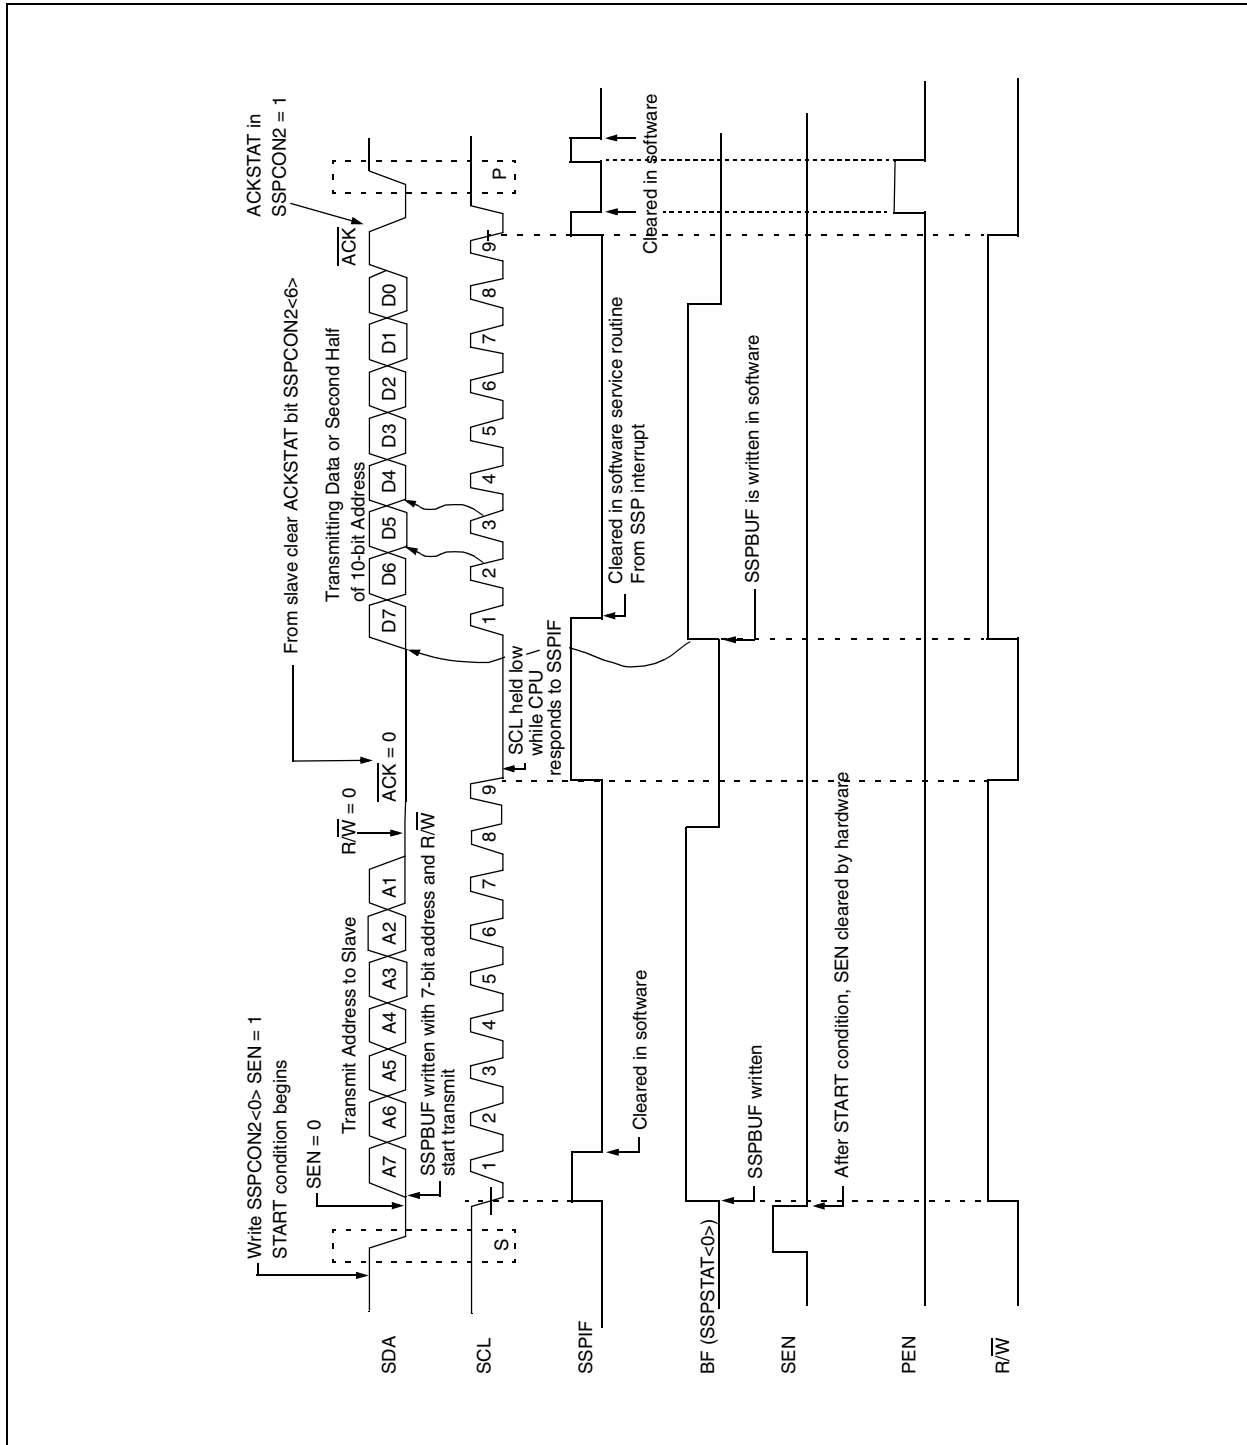 Write SSPCON2<0> SEN = 1
START condition begins
SEN = 0
Transmit Address to Slave
R/W̅ = 0
From slave clear ACKSTAT bit SSPCON2<6>
A̅C̅K̅ = 0
Transmitting Data or Second Half
of 10-bit Address
ACKSTAT in
SSPCON2 = 1
A̅C̅K̅
SDA
A7 A6 A5 A4 A3 A2 A1
D7 D6 D5 D4 D3 D2 D1 D0
SSPBUF written with 7-bit address and R/W̅
start transmit
SCL
S
1 2 3 4 5 6 7 8 9
1 2 3 4 5 6 7 8 9
P
SCL held low
while CPU
responds to SSPIF
SSPIF
Cleared in software
Cleared in software service routine
From SSP interrupt
Cleared in software
BF (SSPSTAT<0>)
SSPBUF written
SSPBUF is written in software
SEN
After START condition, SEN cleared by hardware
PEN
R/W̅